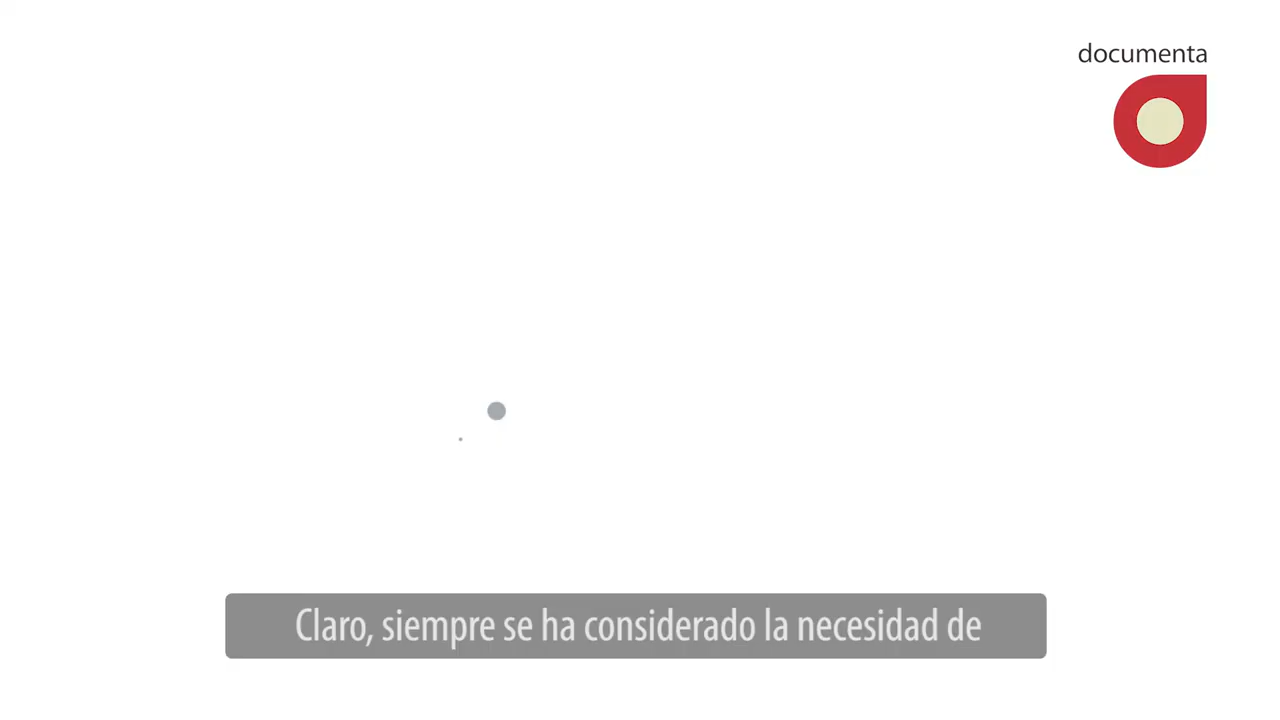 documenta
Claro, siempre se ha considerado la necesidad de